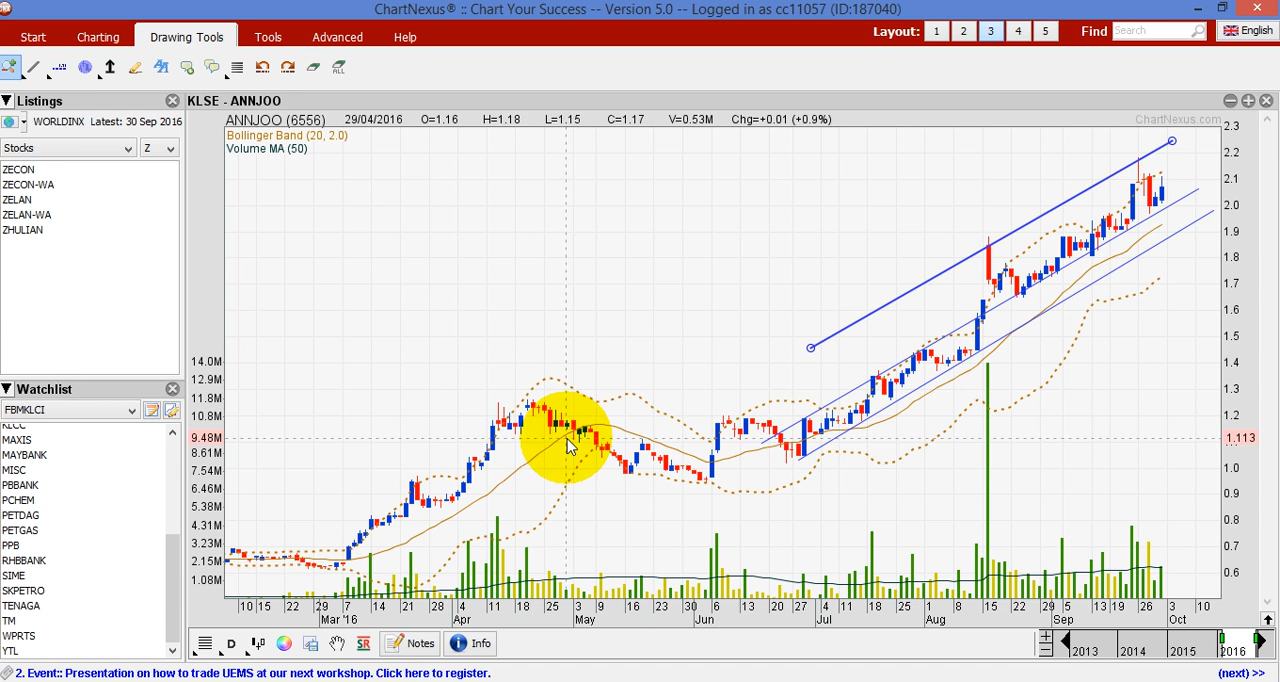 ChartNexus® :: Chart Your Success -- Version 5.0 -- Logged in as cc11057 (ID:187040)
Start Charting Drawing Tools Tools Advanced Help Layout: 1 2 3 4 5 Find Search English
ALL
Listings
WORLDINX Latest: 30 Sep 2016
Stocks Z
ZECON
ZECON-WA
ZELAN
ZELAN-WA
ZHULIAN
Watchlist
FBMKLCI
KLCC
MAXIS
MAYBANK
MISC
PBBANK
PCHEM
PETDAG
PETGAS
PPB
RHBBANK
SIME
SKPETRO
TENAGA
TM
WPRTS
YTL
KLSE - ANNJOO
ANNJOO (6556) 29/04/2016 O=1.16 H=1.18 L=1.15 C=1.17 V=0.53M Chg=+0.01 (+0.9%) ChartNexus.com
Bollinger Band (20, 2.0)
Volume MA (50)
2.3
2.2
2.1
2.0
1.9
1.8
1.7
1.6
1.5
1.4
1.3
1.2
1.113
1.0
0.9
0.8
0.7
0.6
14.0M
12.9M
11.8M
10.8M
9.48M
8.61M
7.54M
6.46M
5.38M
4.31M
3.23M
2.15M
1.08M
10 15 22 29 7 14 21 28 4 11 18 25 3 9 16 23 30 6 13 20 27 4 11 18 25 1 8 15 22 29 5 13 19 26 3 10
Mar '16 Apr May Jun Jul Aug Sep Oct
D SR Notes Info 2013 2014 2015 2016
2. Event:: Presentation on how to trade UEMS at our next workshop. Click here to register. (next) >>